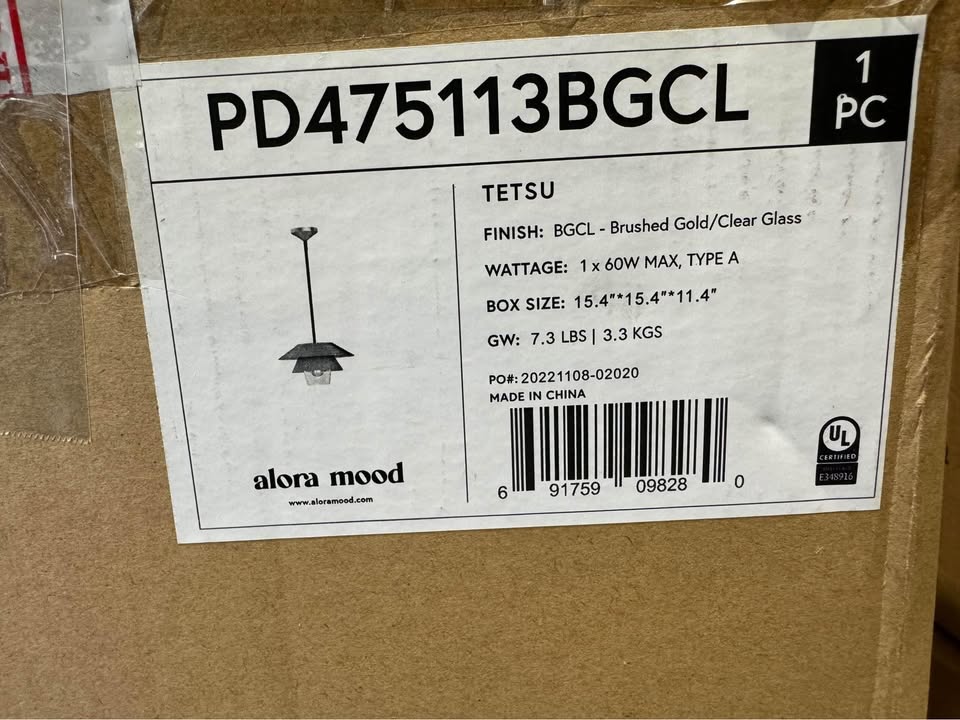 PD475113BGCL
1
PC
TETSU
FINISH: BGCL - Brushed Gold/Clear Glass
WATTAGE: 1 x 60W MAX, TYPE A
BOX SIZE: 15.4"*15.4"*11.4"
GW: 7.3 LBS | 3.3 KGS
PO#: 20221108-02020
MADE IN CHINA
6 91759 09828 0
alora mood
www.aloramood.com
UL
CERTIFIED
E348916